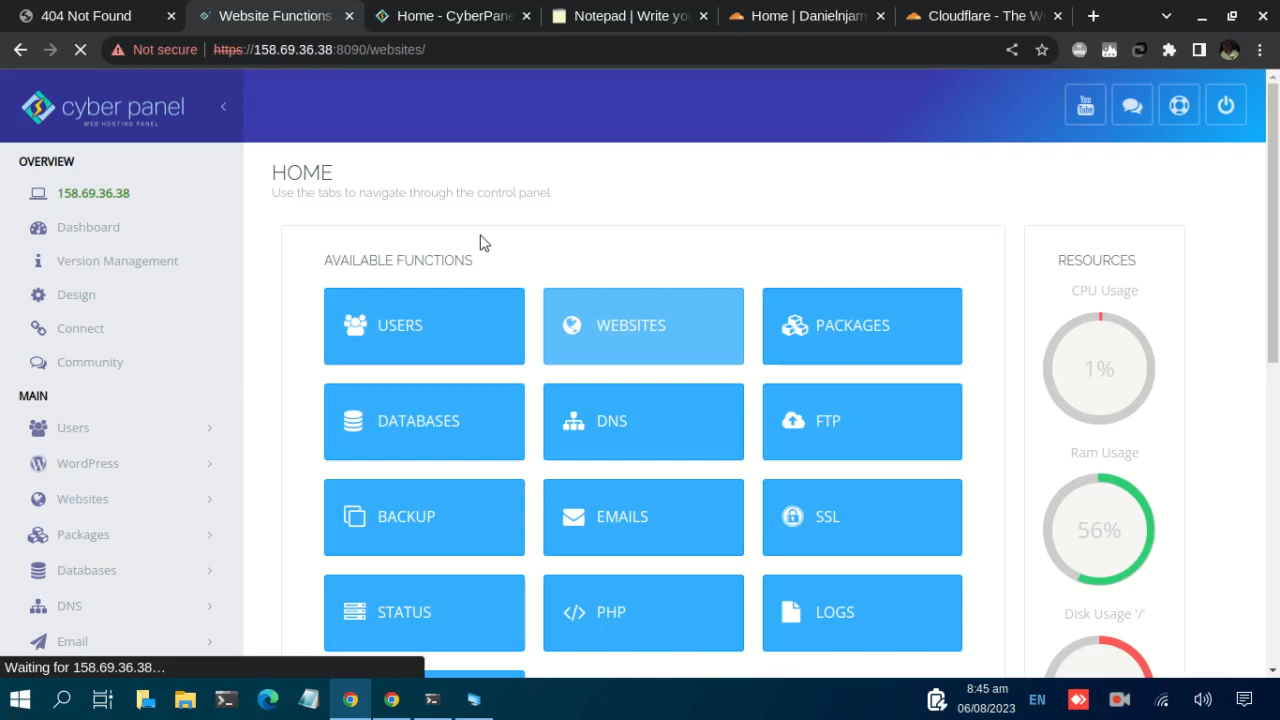 404 Not Found
Website Functions
Home - CyberPane
Notepad | Write yo
Home | Danielnjam
Cloudflare - The W
Not secure
https://158.69.36.38:8090/websites/
cyber panel
WEB HOSTING PANEL
You
Tube
OVERVIEW
158.69.36.38
Dashboard
Version Management
Design
Connect
Community
MAIN
Users
WordPress
Websites
Packages
Databases
DNS
Email
HOME
Use the tabs to navigate through the control panel.
AVAILABLE FUNCTIONS
USERS
WEBSITES
PACKAGES
DATABASES
DNS
FTP
BACKUP
EMAILS
SSL
STATUS
PHP
LOGS
RESOURCES
CPU Usage
1%
Ram Usage
56%
Disk Usage '/'
Waiting for 158.69.36.38...
EN
8:45 am
06/08/2023